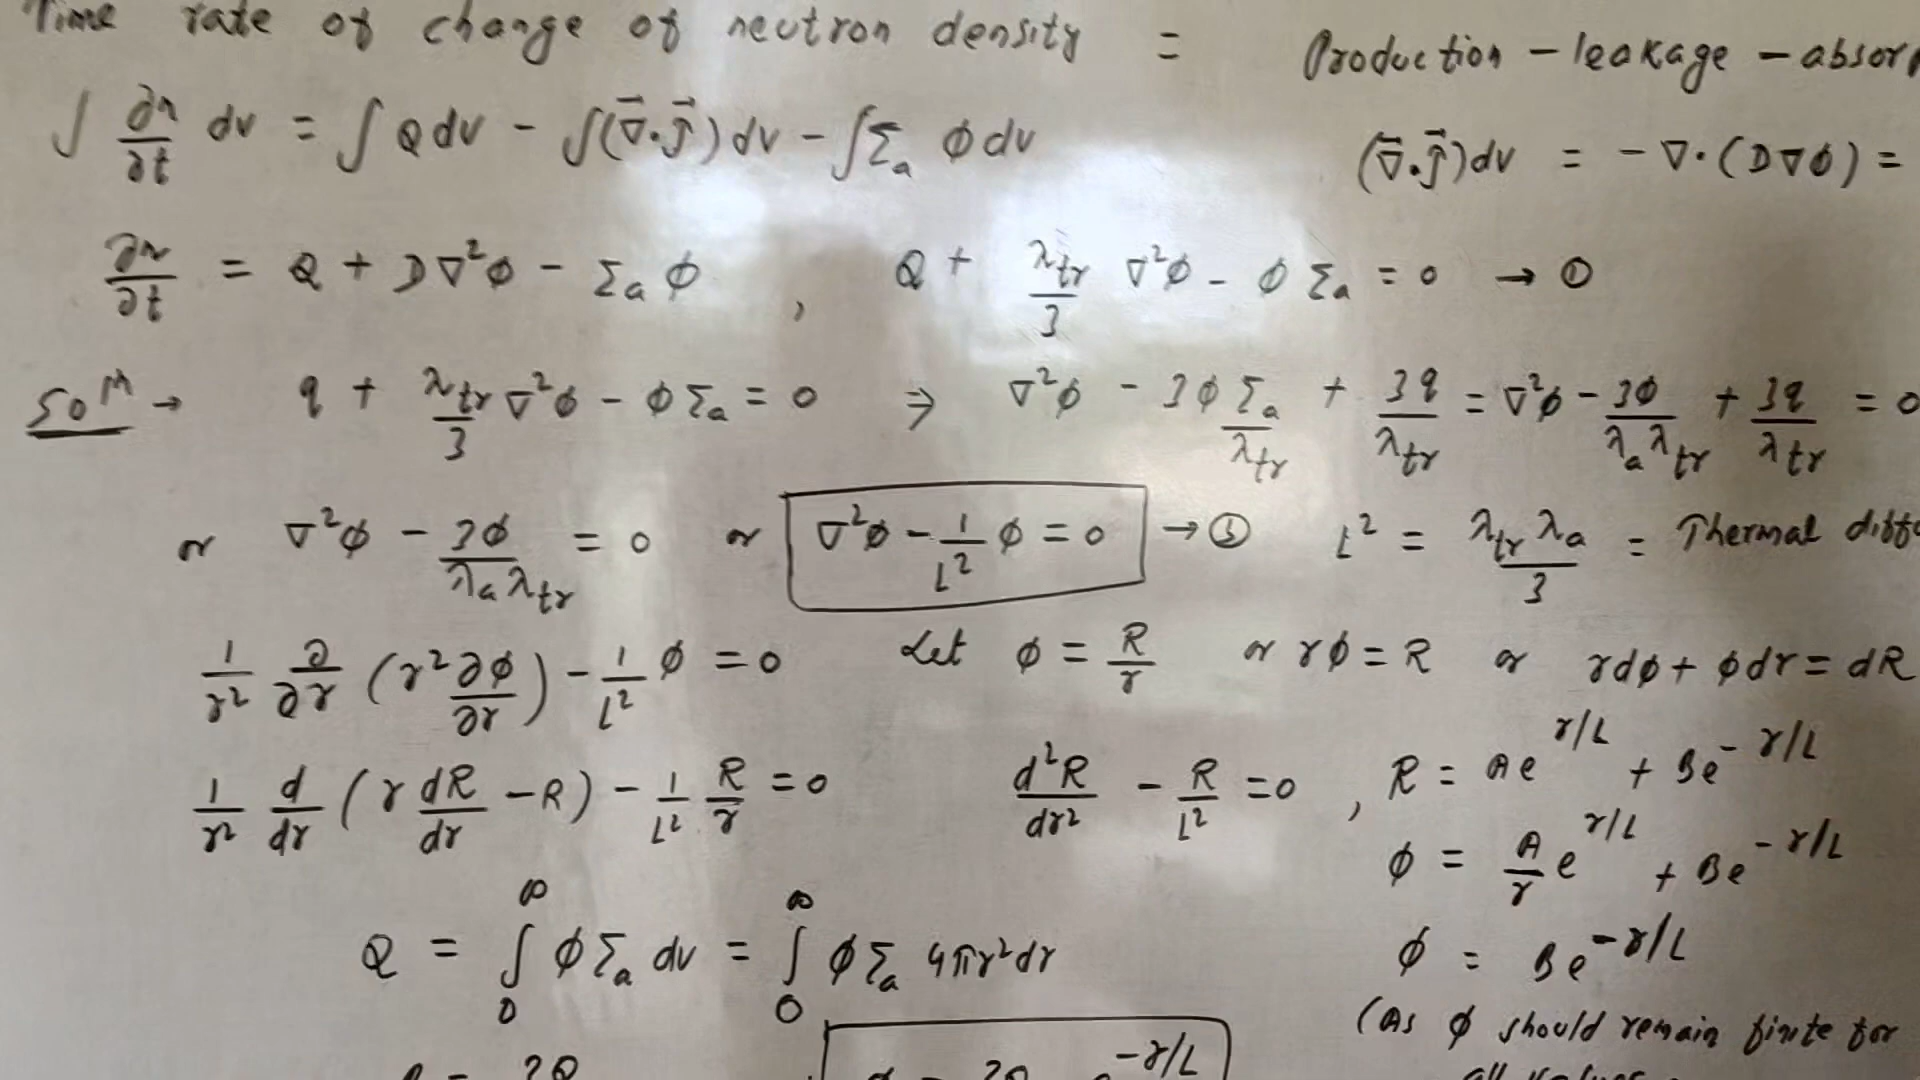 Time rate of change of neutron density = Production – leakage – absorp
∫ ∂n/∂t dv = ∫ Q dv - ∫(∇⃗.J⃗) dv - ∫Σₐ φ dv   (∇⃗.J⃗)dv = - ∇.(D∇φ) =
∂n/∂t = Q + D∇²φ - Σₐ φ , Q + λtr/3 ∇²φ - φ Σₐ = 0 → ①
Solⁿ → q + λtr/3 ∇²φ - φ Σₐ = 0 ⇒ ∇²φ - 3φ Σₐ/λtr + 3q/λtr = ∇²φ - 3φ/λₐλtr + 3q/λtr = 0
or ∇²φ - 3φ/λₐλtr = 0 or ∇²φ - 1/L² φ = 0 → L² = λtr λₐ/3 = Thermal diffu
1/r² ∂/∂r (r² ∂φ/∂r) - 1/L² φ = 0 Let φ = R/r or rφ = R or rdφ + φdr = dR
1/r² d/dr (r dR/dr - R) - 1/L² R/r = 0   d²R/dr² - R/L² = 0 , R = Ae^r/L + Be^- r/L
φ = A/r e^r/L + Be^- r/L
Q = ∫₀^∞ φ Σₐ dv = ∫₀^∞ φ Σₐ 4πr²dr   φ = Be^-r/L
(As φ should remain finite for
e^-r/L